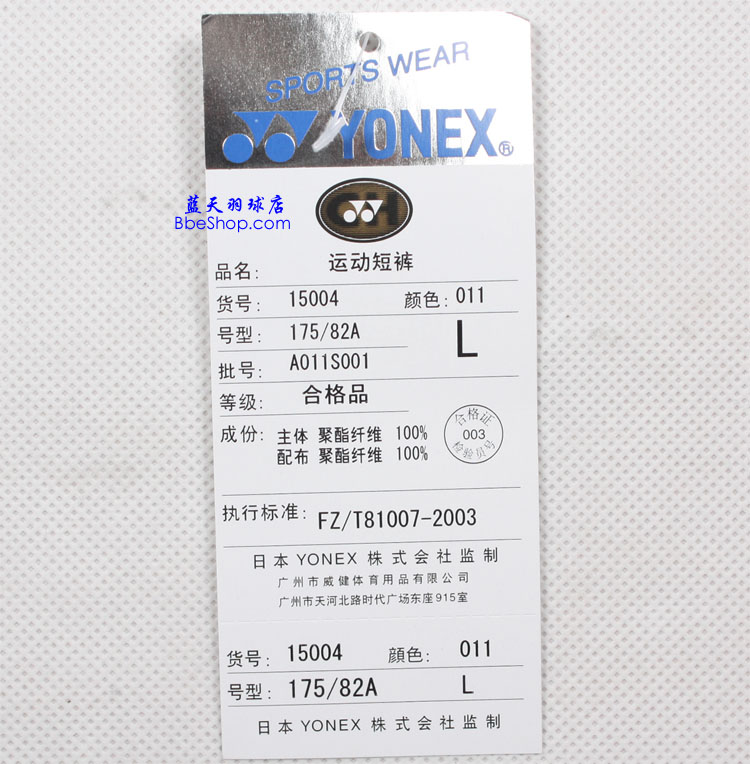 SPORTS WEAR
YONEX®
蓝天羽球店
BbeShop.com
CH
品名: 运动短裤
货号: 15004 颜色: 011
号型: 175/82A L
批号: A011S001
等级: 合格品
成份: 主体 聚酯纤维 100%
配布 聚酯纤维 100%
合格证
003
检验员号
执行标准: FZ/T81007-2003
日本 YONEX 株式会社监制
广州市威健体育用品有限公司
广州市天河北路时代广场东座915室
货号: 15004 顔色: 011
号型: 175/82A L
日本 YONEX 株式会社监制